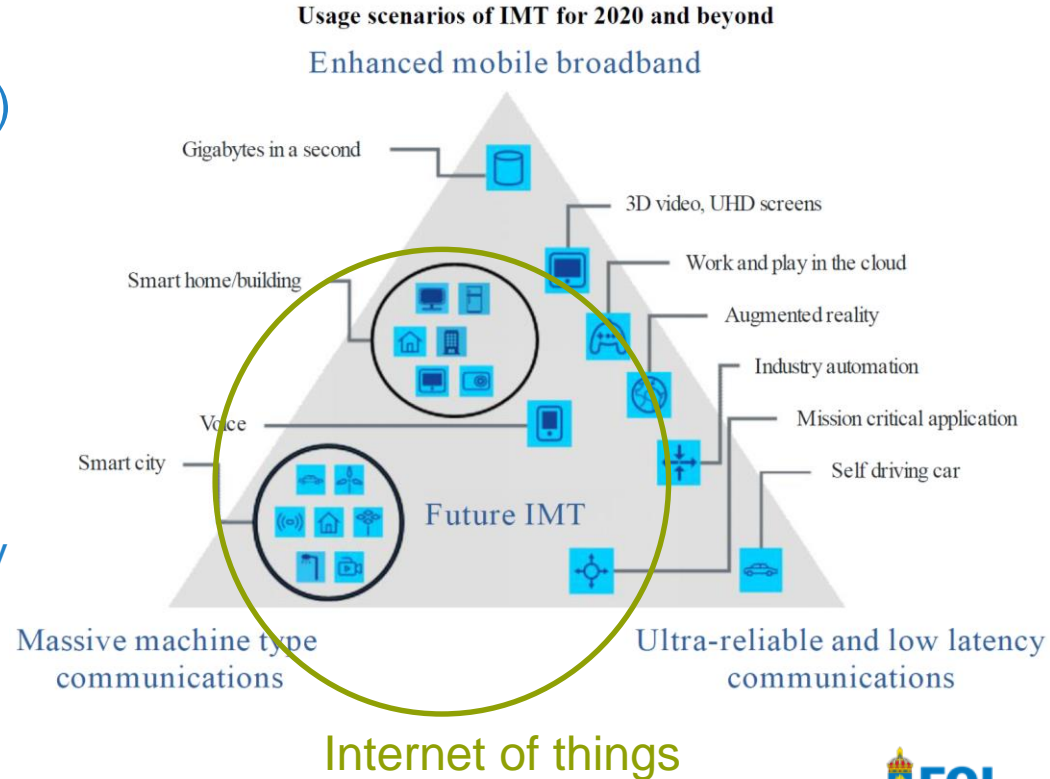 Usage scenarios of IMT for 2020 and beyond
Enhanced mobile broadband
)
Gigabytes in a second
3D video, UHD screens
Smart home/building
Work and play in the cloud
Augmented reality
Industry automation
Voice
Mission critical application
Smart city
Self driving car
Future IMT
y
Massive machine type
communications
Ultra-reliable and low latency
communications
Internet of things
FOI